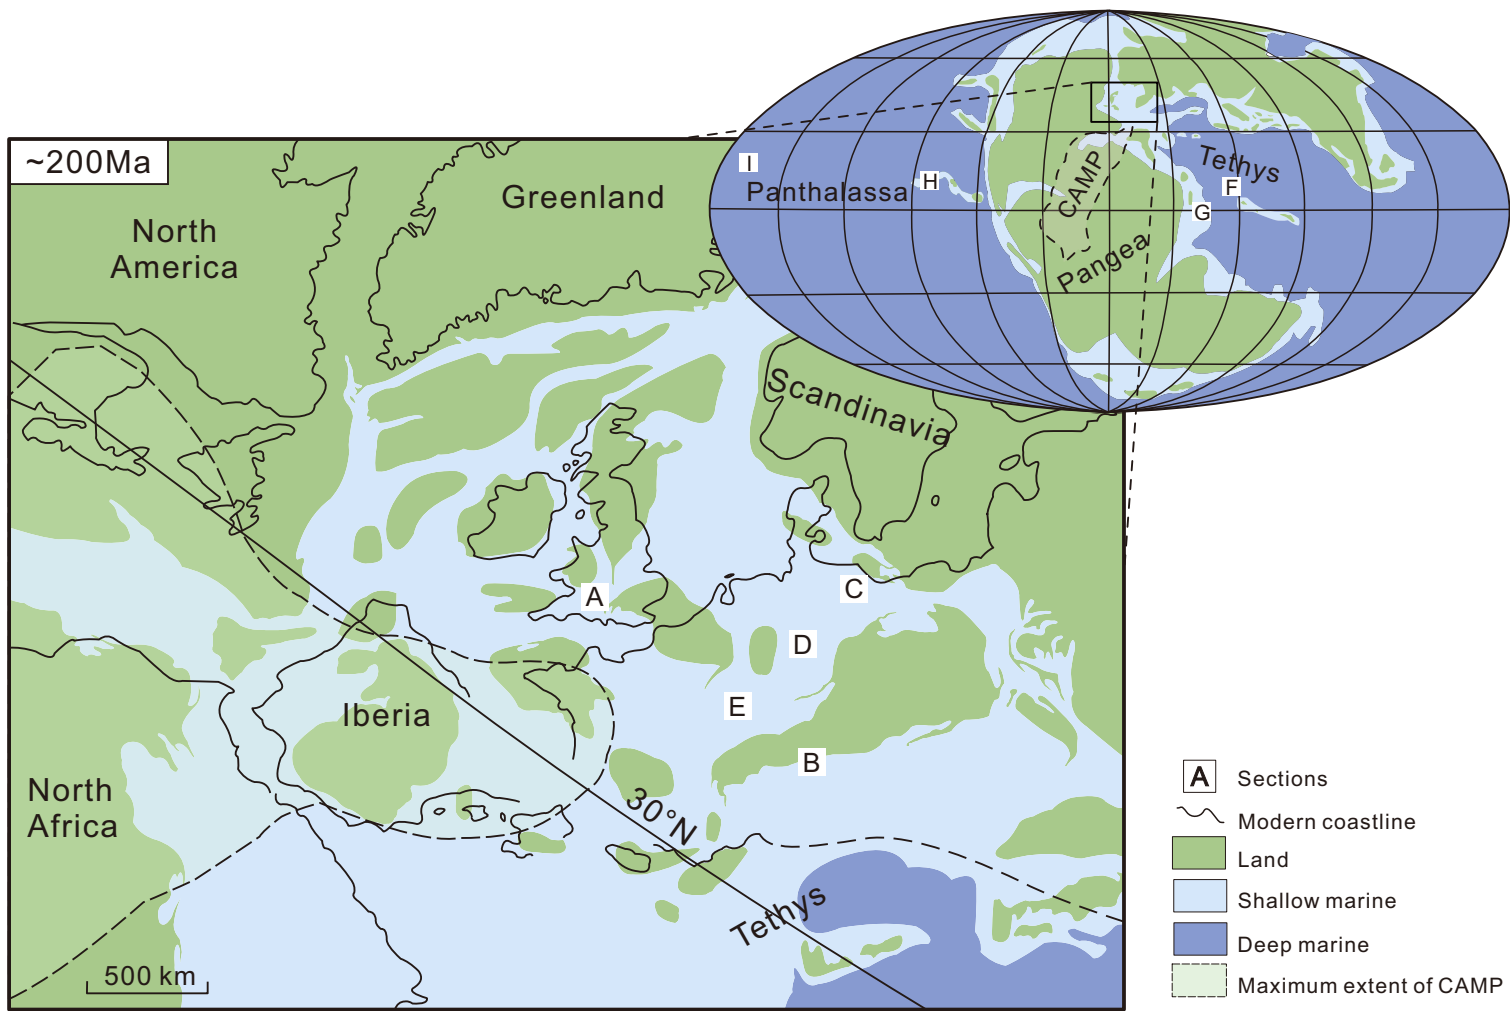 ~200Ma
North
America
Greenland
Scandinavia
I
Panthalassa
H
CAMP
Pangea
Tethys
F
G
A
C
D
E
B
Iberia
North
Africa
30°N
Tethys
500 km
A Sections
Modern coastline
Land
Shallow marine
Deep marine
Maximum extent of CAMP